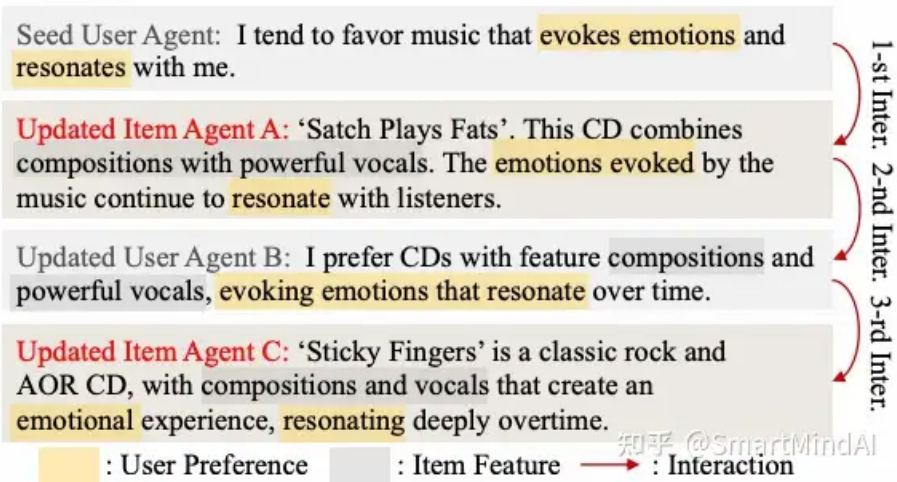 Seed User Agent: I tend to favor music that evokes emotions and
resonates with me.
Updated Item Agent A: ‘Satch Plays Fats’. This CD combines
compositions with powerful vocals. The emotions evoked by the
music continue to resonate with listeners.
Updated User Agent B: I prefer CDs with feature compositions and
powerful vocals, evoking emotions that resonate over time.
Updated Item Agent C: ‘Sticky Fingers’ is a classic rock and
AOR CD, with compositions and vocals that create an
emotional experience, resonating deeply overtime.
1-st Inter. 2-nd Inter. 3-rd Inter.
知乎 @SmartMindAI
: User Preference : Item Feature : Interaction